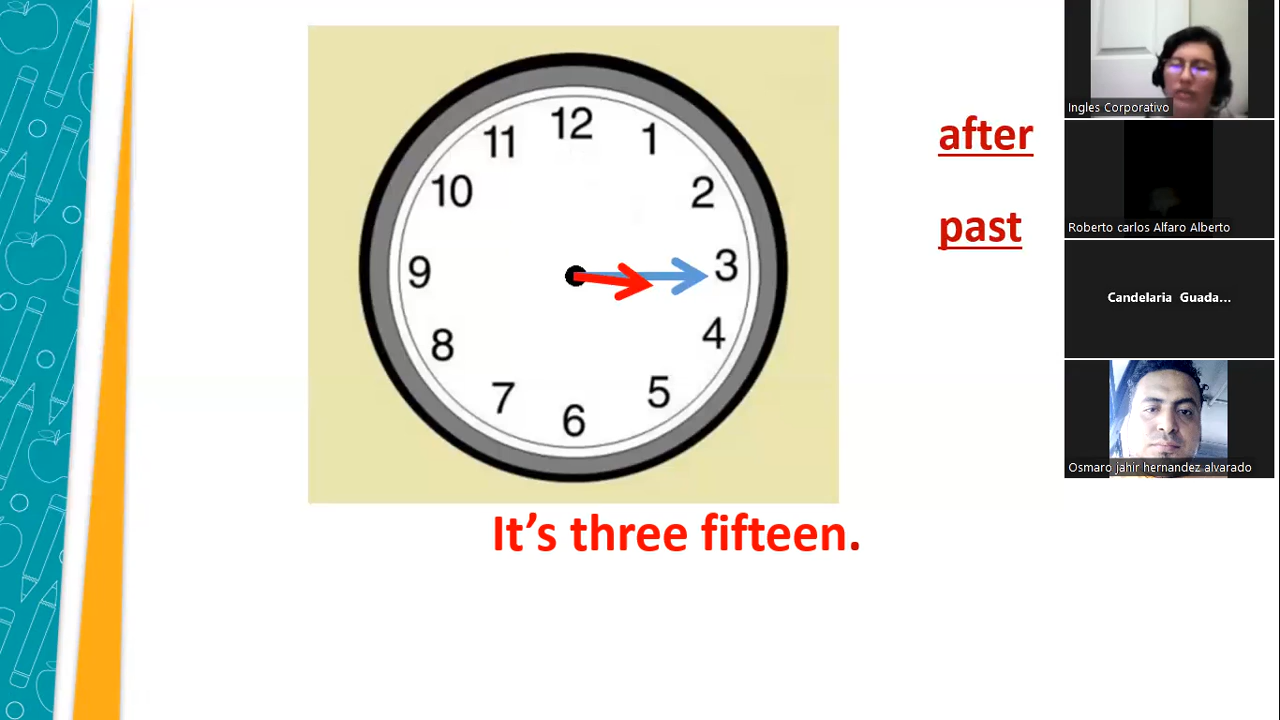 12
11
1
10
2
9
3
8
4
7
5
6
after
past
It's three fifteen.
Ingles Corporativo
Roberto carlos Alfaro Alberto
Candelaria Guada...
Osmaro jahir hernandez alvarado